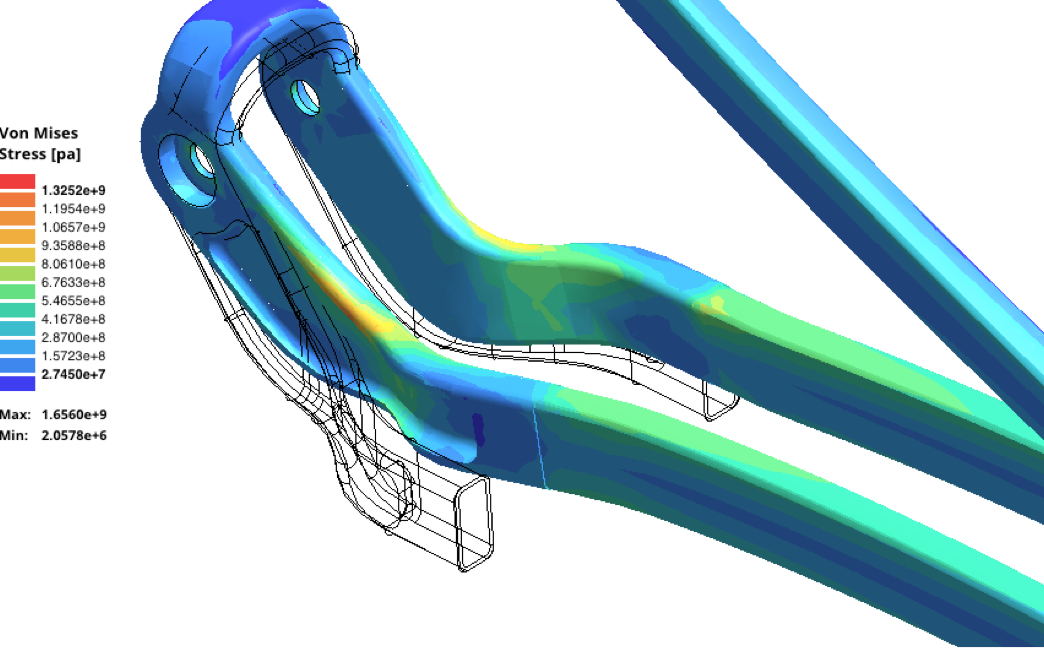 Von Mises
Stress [pa]
1.3252e+9
1.1954e+9
1.0657e+9
9.3588e+8
8.0610e+8
6.7633e+8
5.4655e+8
4.1678e+8
2.8700e+8
1.5723e+8
2.7450e+7
Max: 1.6560e+9
Min: 2.0578e+6